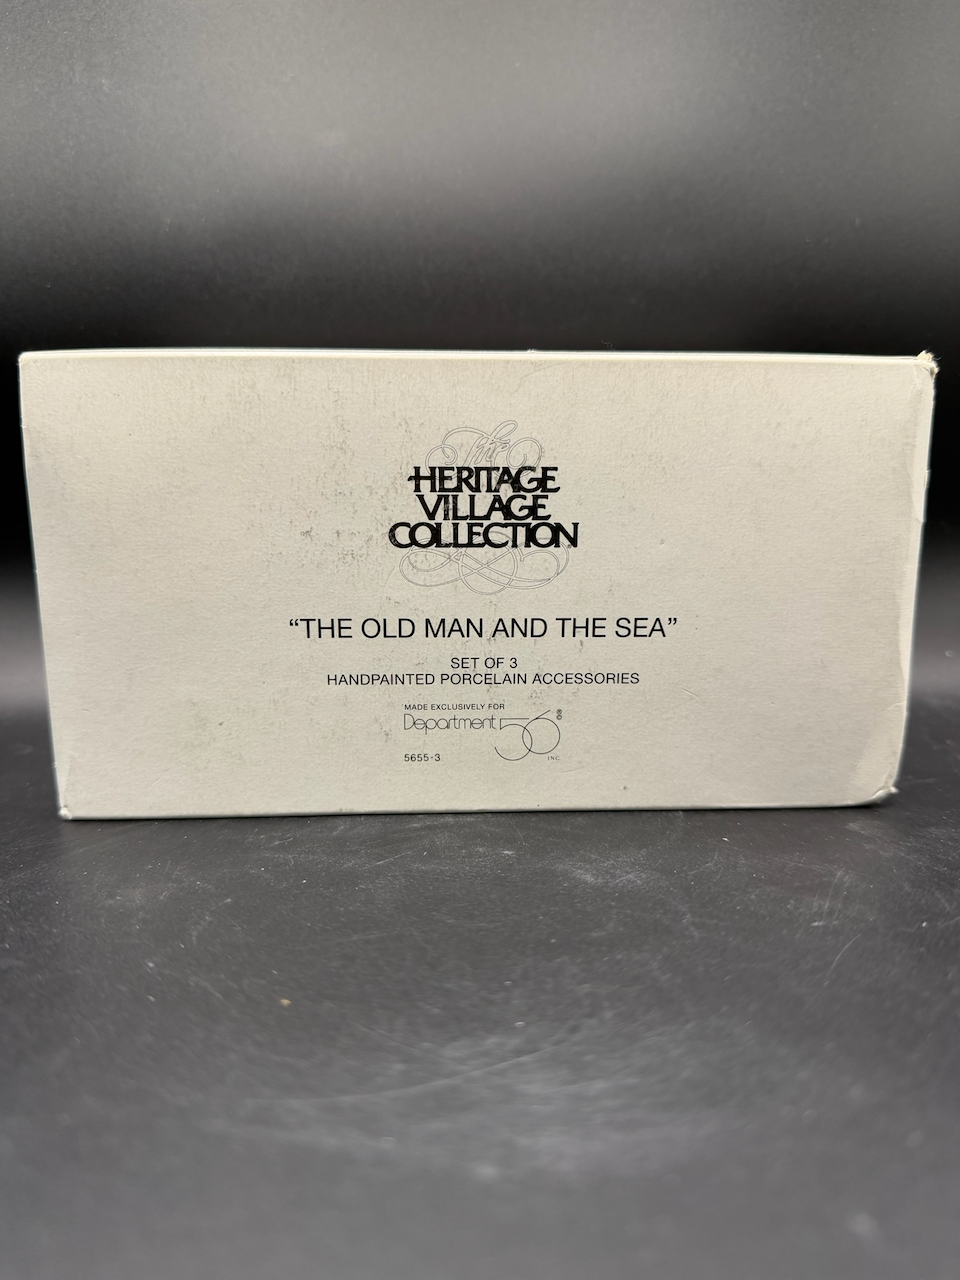 The
HERITAGE
VILLAGE
COLLECTION
“THE OLD MAN AND THE SEA”
SET OF 3
HANDPAINTED PORCELAIN ACCESSORIES
MADE EXCLUSIVELY FOR
Department 56®
INC.
5655-3